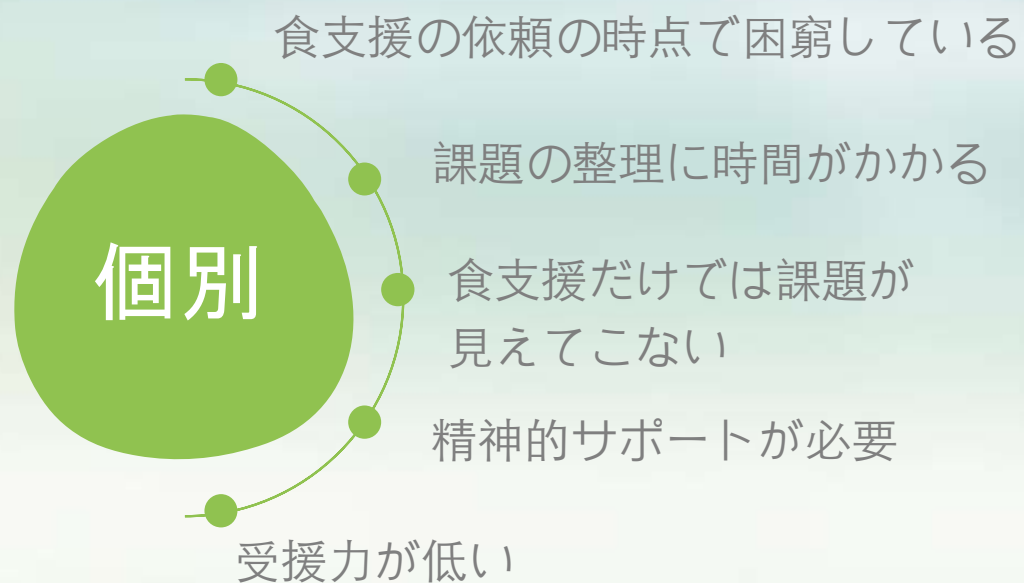 食支援の依頼の時点で困窮している
課題の整理に時間がかかる
個別
食支援だけでは課題が
見えてこない
精神的サポートが必要
受援力が低い